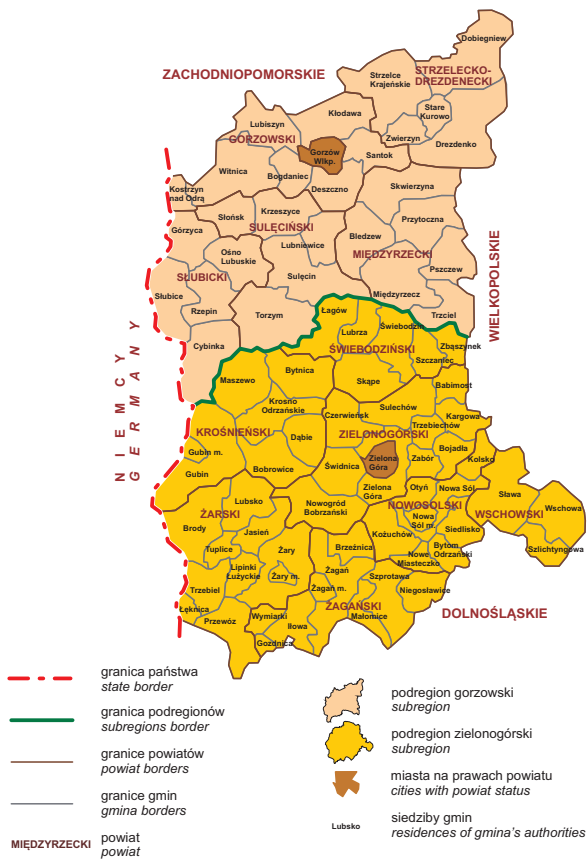 Dobiegniew
ZACHODNIOPOMORSKIE
Strzelce
Krajeńskie
STRZELECKO-
DREZDENECKI
Kłodawa
Stare
Kurowo
Lubiszyn
GORZOWSKI
Zwierzyn
Drezdenko
Gorzów
Wlkp.
Santok
Witnica
Bogdaniec
Deszczno
Skwierzyna
Kostrzyn
nad Odrą
Słońsk
Krzeszyce
Przytoczna
Górzyca
SULĘCIŃSKI
Lubniewice
Bledzew
MIĘDZYRZECKI
Ośno
Lubuskie
Pszczew
SŁUBICKI
Sulęcin
WIELKOPOLSKIE
Słubice
Międzyrzecz
Rzepin
Torzym
Łagów
Trzciel
Lubrza
Świebodzin
Cybinka
ŚWIEBODZIŃSKI
Zbąszynek
Szczaniec
NIEMCY
GERMANY
Maszewo
Bytnica
Skąpe
Babimost
Krosno
Odrzańskie
Czerwieńsk
Sulechów
Kargowa
KROŚNIEŃSKI
Dąbie
ZIELONOGÓRSKI
Trzebiechów
Bojadła
Gubin m.
Zielona
Góra
Zabór
Kolsko
Gubin
Bobrowice
Świdnica
Zielona
Góra
Otyń
Nowa Sól
Sława
Lubsko
Nowogród
Bobrzański
NOWOSOLSKI
Wschowa
ŻARSKI
WSCHOWSKI
Brody
Jasień
Nowa
Sól m.
Siedlisko
Kożuchów
Tuplice
Żary
Brzeźnica
Bytom
Odrzański
Szlichtyngowa
Nowe
Miasteczko
Lipinki
Łużyckie
Żagań
Żary m.
Szprotawa
Trzebiel
Żagań m.
Niegosławice
Łęknica
ŻAGAŃSKI
DOLNOŚLĄSKIE
Przewóz
Wymiarki
Iłowa
Małomice
Gozdnica
granica państwa
state border
granica podregionów
subregions border
granice powiatów
powiat borders
granice gmin
gmina borders
MIĘDZYRZECKI
powiat
powiat
podregion gorzowski
subregion
podregion zielonogórski
subregion
miasta na prawach powiatu
cities with powiat status
Lubsko
siedziby gmin
residences of gmina's authorities